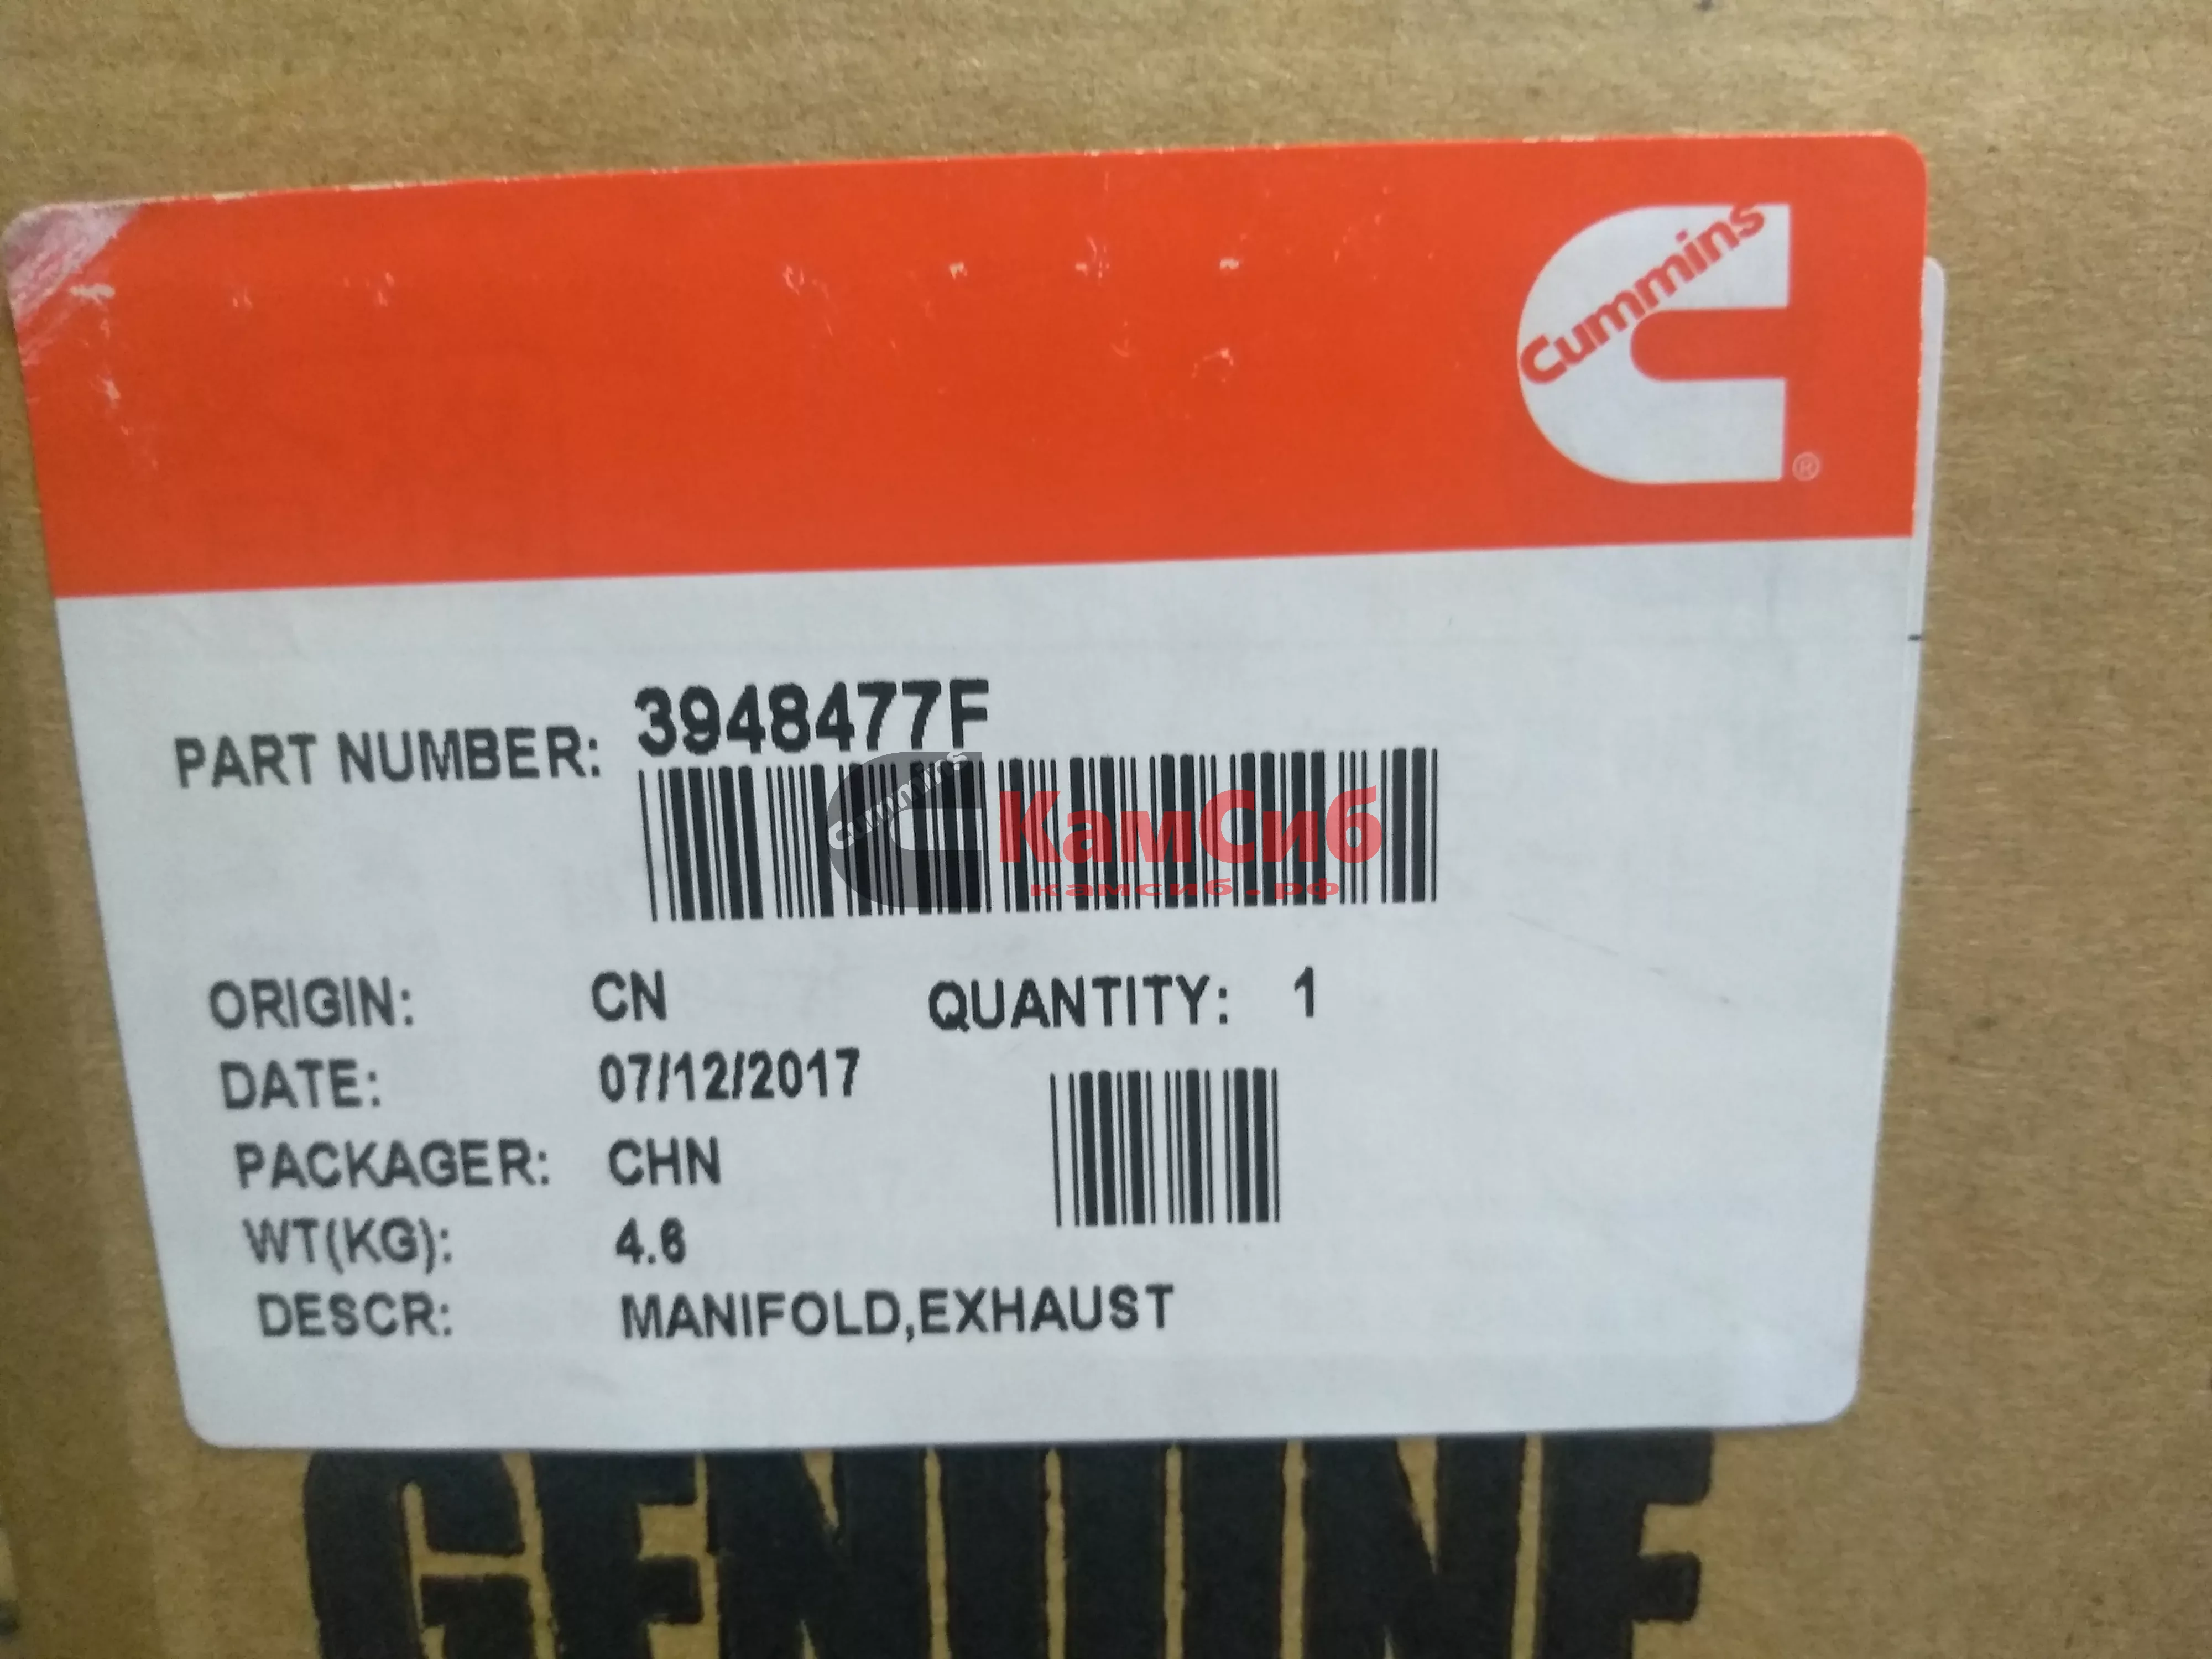 Cummins
®
PART NUMBER: 3948477F
Cummins
КамСиб
камсиб.рф
ORIGIN: CN QUANTITY: 1
DATE: 07/12/2017
PACKAGER: CHN
WT(KG): 4.6
DESCR: MANIFOLD,EXHAUST
GENUINE